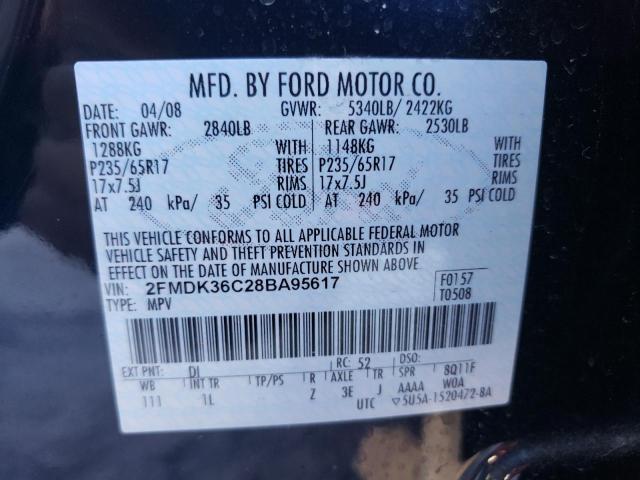 MFD. BY FORD MOTOR CO.
DATE: 04/08 GVWR: 5340LB/ 2422KG
FRONT GAWR: 2840LB REAR GAWR: 2530LB
1288KG WITH 1148KG WITH
P235/65R17 TIRES P235/65R17 TIRES
17x7.5J RIMS 17x7.5J RIMS
AT 240 kPa/ 35 PSI COLD AT 240 kPa/ 35 PSI COLD
THIS VEHICLE CONFORMS TO ALL APPLICABLE FEDERAL MOTOR
VEHICLE SAFETY AND THEFT PREVENTION STANDARDS IN
EFFECT ON THE DATE OF MANUFACTURE SHOWN ABOVE.
VIN: 2FMDK36C28BA95617 F0157
TYPE: MPV T0508
EXT PNT: DI RC: 52 DSO:
WB INT TR TP/PS R AXLE TR SPR 8Q11F
111 1L Z 3E J AAAA W0A
UTC ▽5U5A-1520472-BA